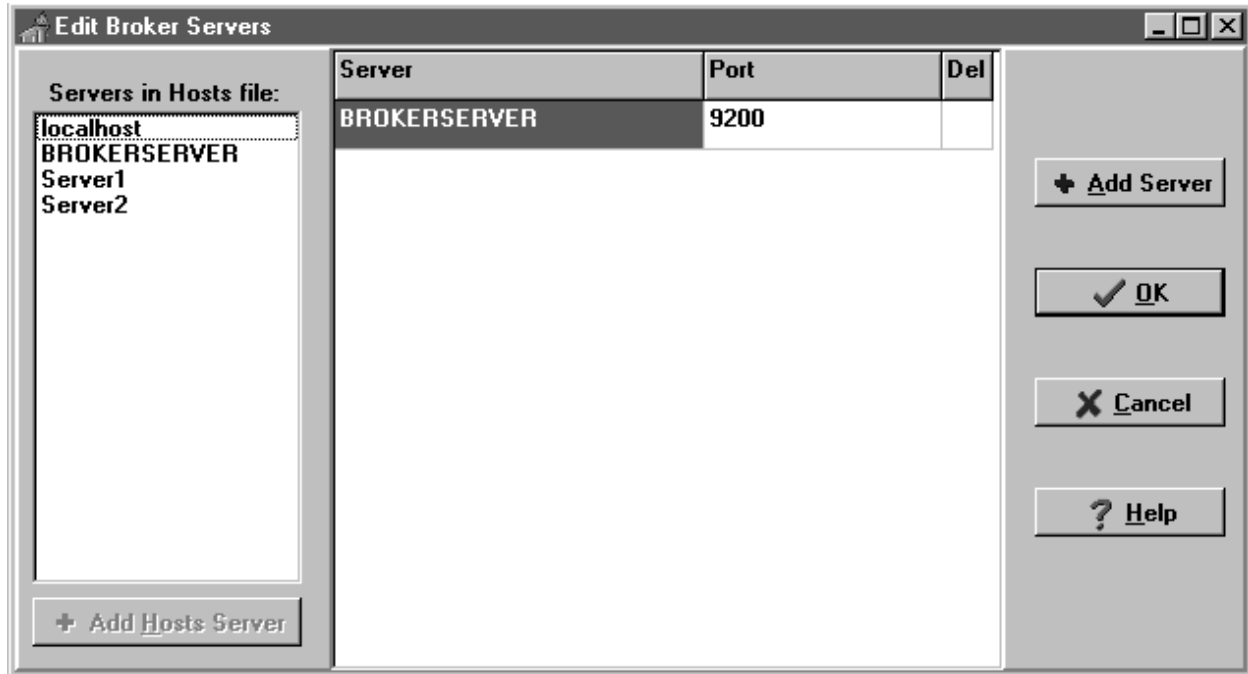 Edit Broker Servers
Servers in Hosts file:
localhost
BROKERSERVER
Server1
Server2
+ Add Hosts Server
Server Port Del
BROKERSERVER 9200
+ Add Server
OK
Cancel
? Help